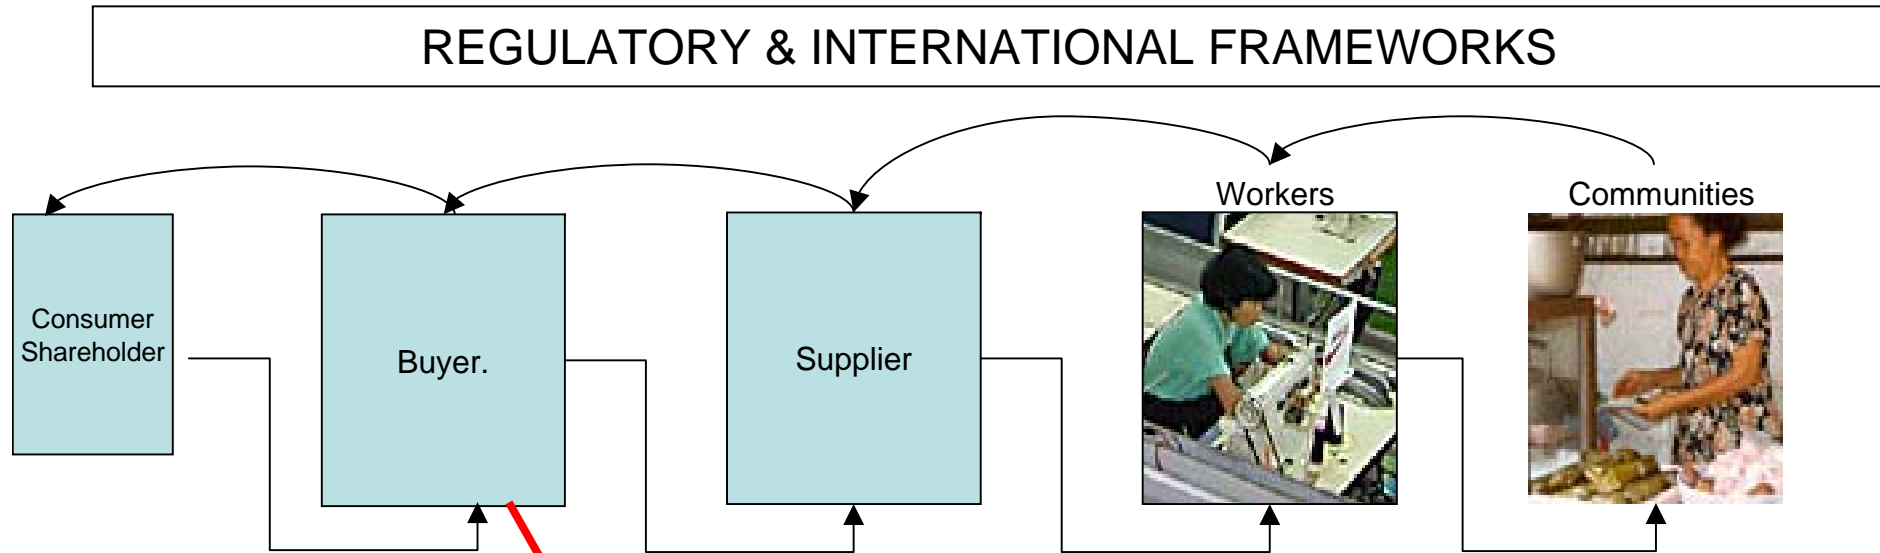 REGULATORY & INTERNATIONAL FRAMEWORKS
Workers
Communities
Consumer
Shareholder
Buyer.
Supplier